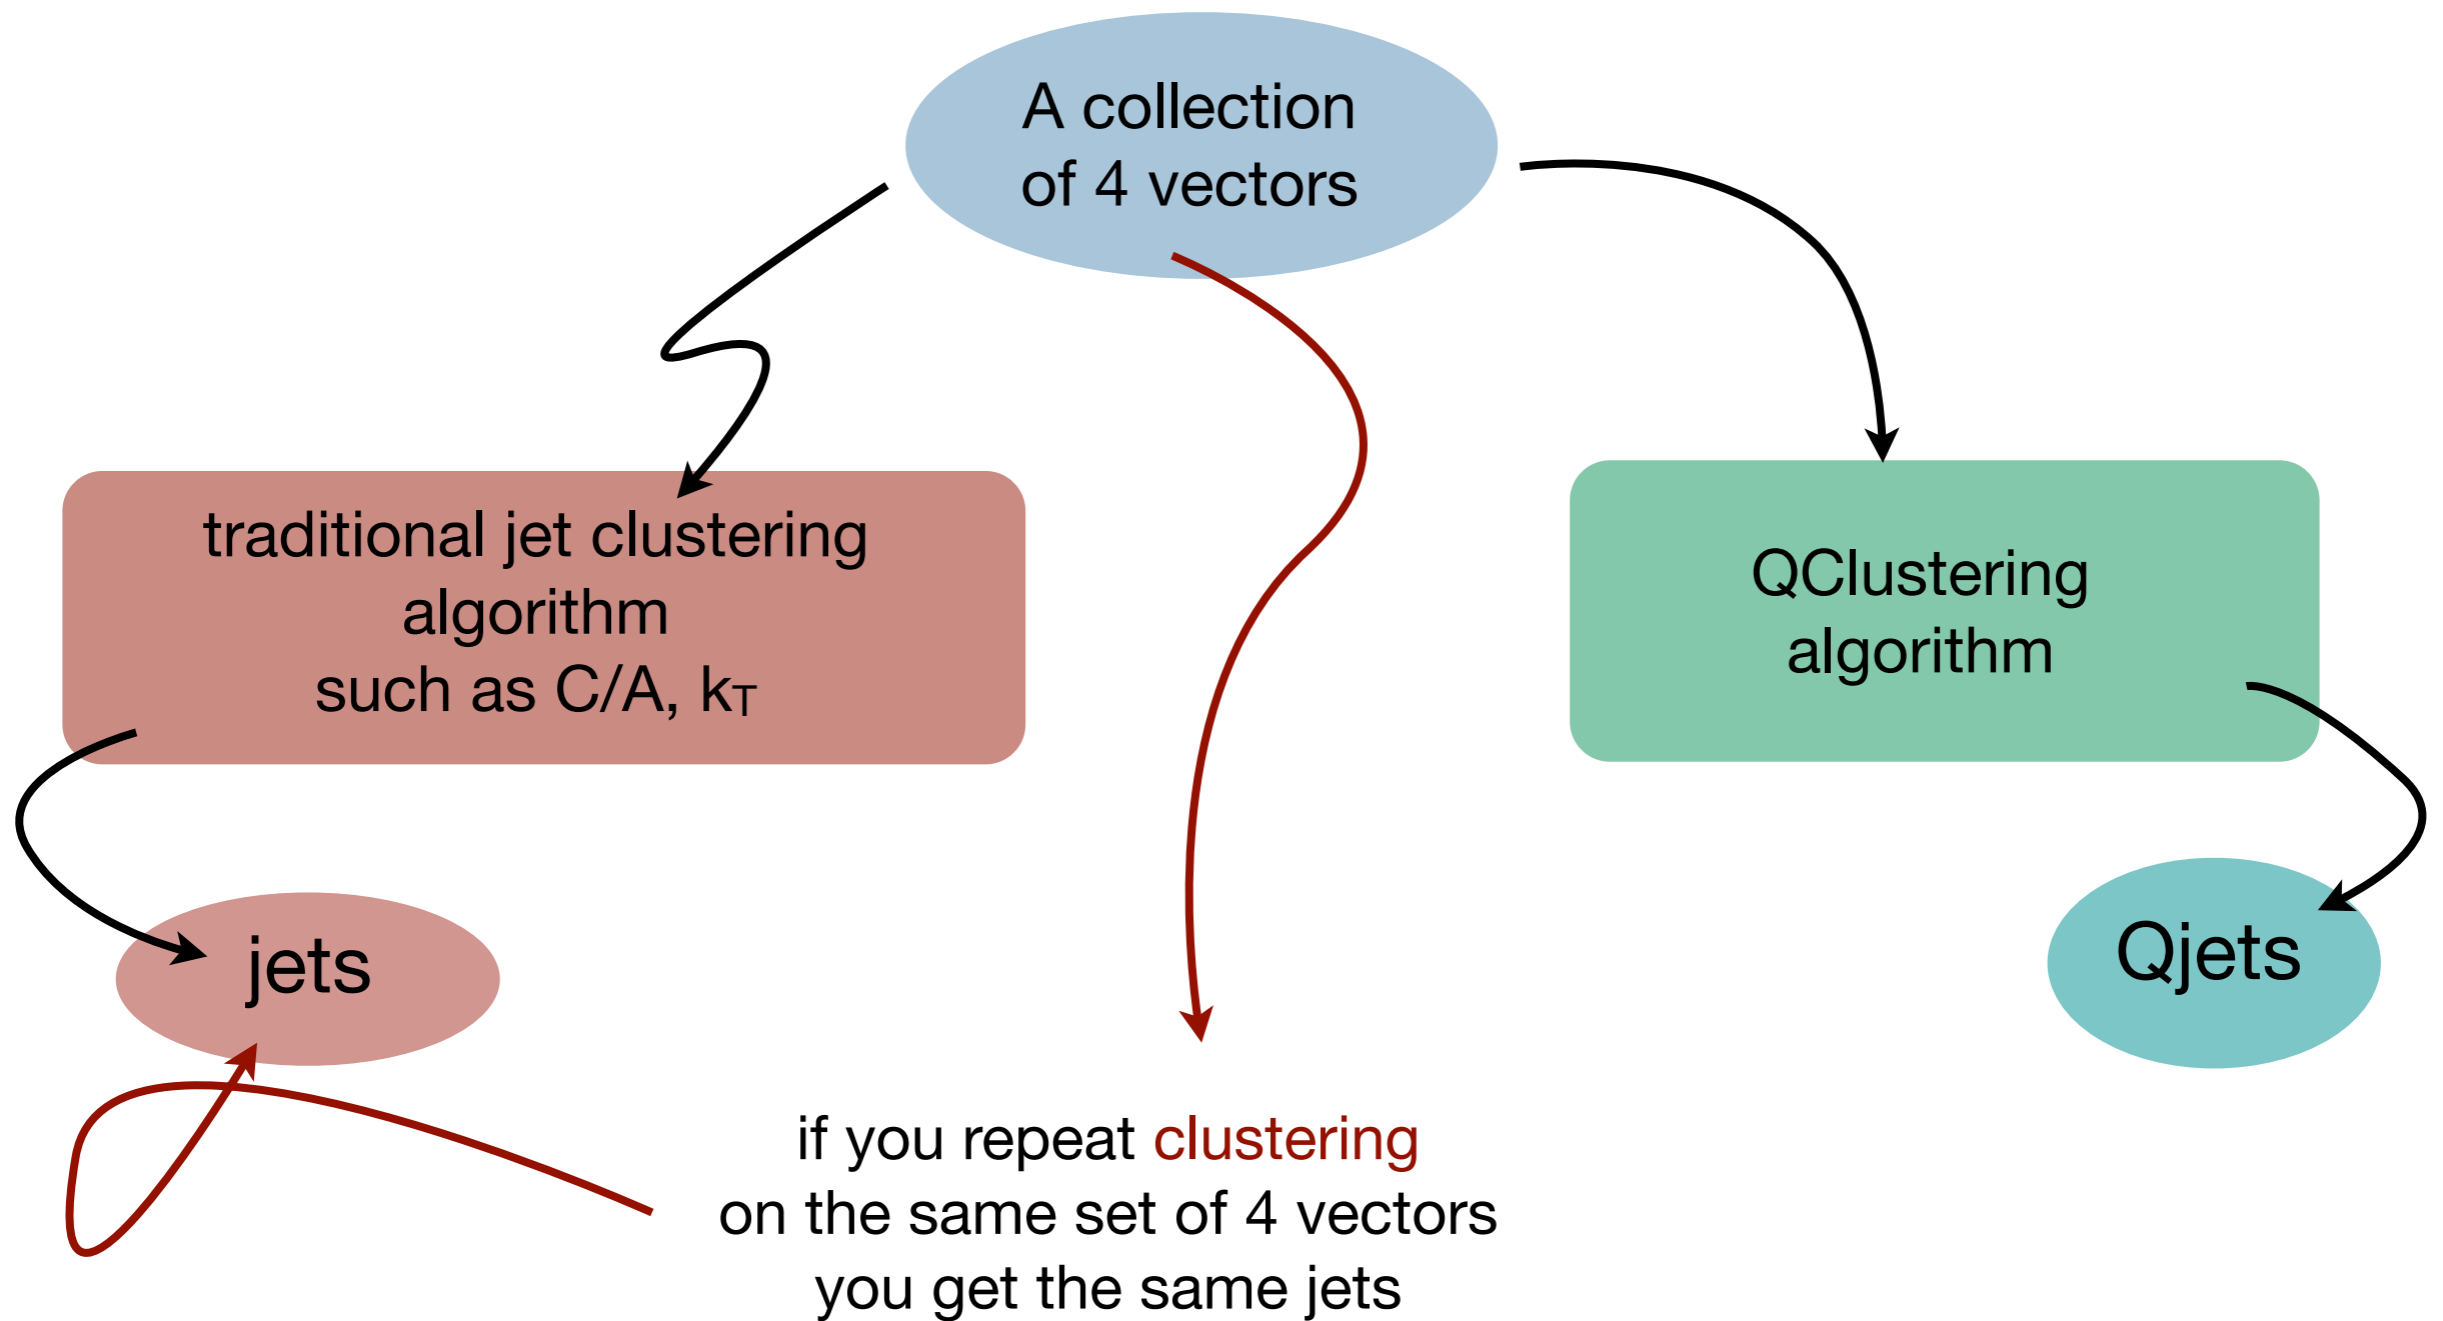 A collection
of 4 vectors
traditional jet clustering
algorithm
such as C/A, kT
QClustering
algorithm
jets
Qjets
if you repeat clustering
on the same set of 4 vectors
you get the same jets